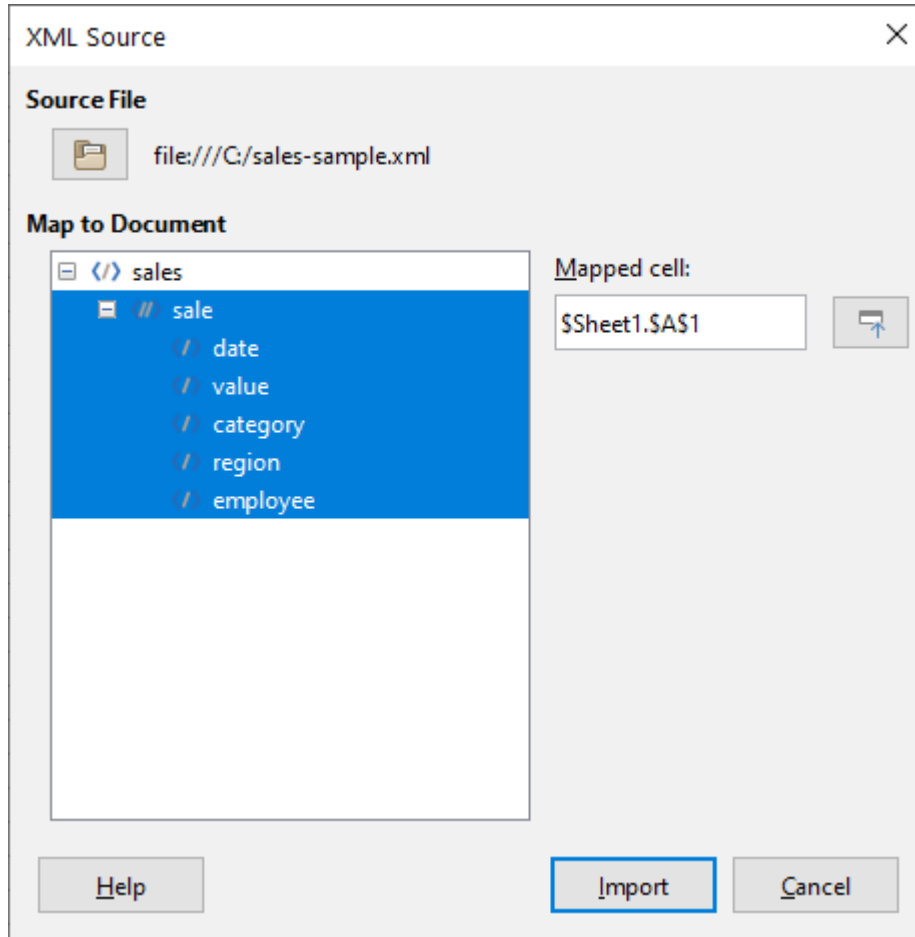 XML Source
Source File
file:///C:/sales-sample.xml
Map to Document
sales
sale
date
value
category
region
employee
Mapped cell:
$Sheet1.$A$1
Help
Import
Cancel